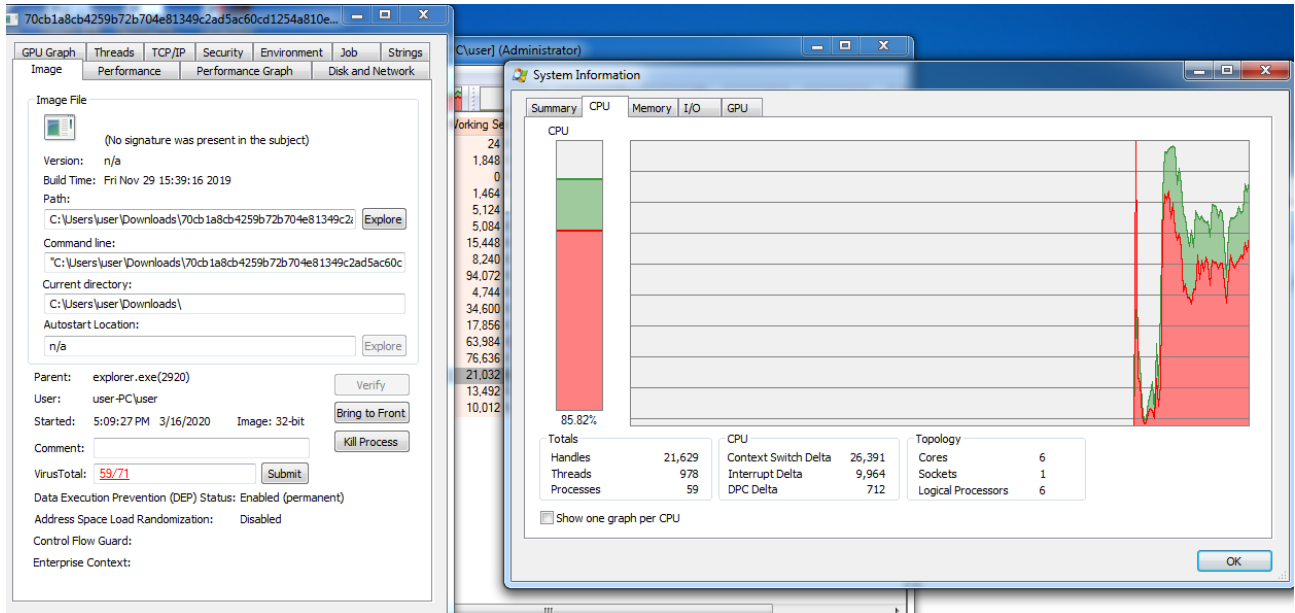 70cb1a8cb4259b72b704e81349c2ad5ac60cd1254a810e...
GPU Graph Threads TCP/IP Security Environment Job Strings
Image Performance Performance Graph Disk and Network
Image File
(No signature was present in the subject)
Version: n/a
Build Time: Fri Nov 29 15:39:16 2019
Path:
C:\Users\user\Downloads\70cb1a8cb4259b72b704e81349c2 Explore
Command line:
"C:\Users\user\Downloads\70cb1a8cb4259b72b704e81349c2ad5ac60c
Current directory:
C:\Users\user\Downloads\
Autostart Location:
n/a Explore
Parent: explorer.exe(2920)
Verify
User: user-PC\user
Started: 5:09:27 PM 3/16/2020 Image: 32-bit
Bring to Front
Comment:
Kill Process
VirusTotal: 59/71 Submit
Data Execution Prevention (DEP) Status: Enabled (permanent)
Address Space Load Randomization: Disabled
Control Flow Guard:
Enterprise Context:
C\user] (Administrator)
Working Se
24
1,848
0
1,464
5,124
5,084
15,448
8,240
94,072
4,744
34,600
17,856
63,984
76,636
21,032
13,492
10,012
System Information
Summary CPU Memory I/O GPU
CPU
85.82%
Totals
Handles 21,629
Threads 978
Processes 59
CPU
Context Switch Delta 26,391
Interrupt Delta 9,964
DPC Delta 712
Topology
Cores 6
Sockets 1
Logical Processors 6
Show one graph per CPU
OK